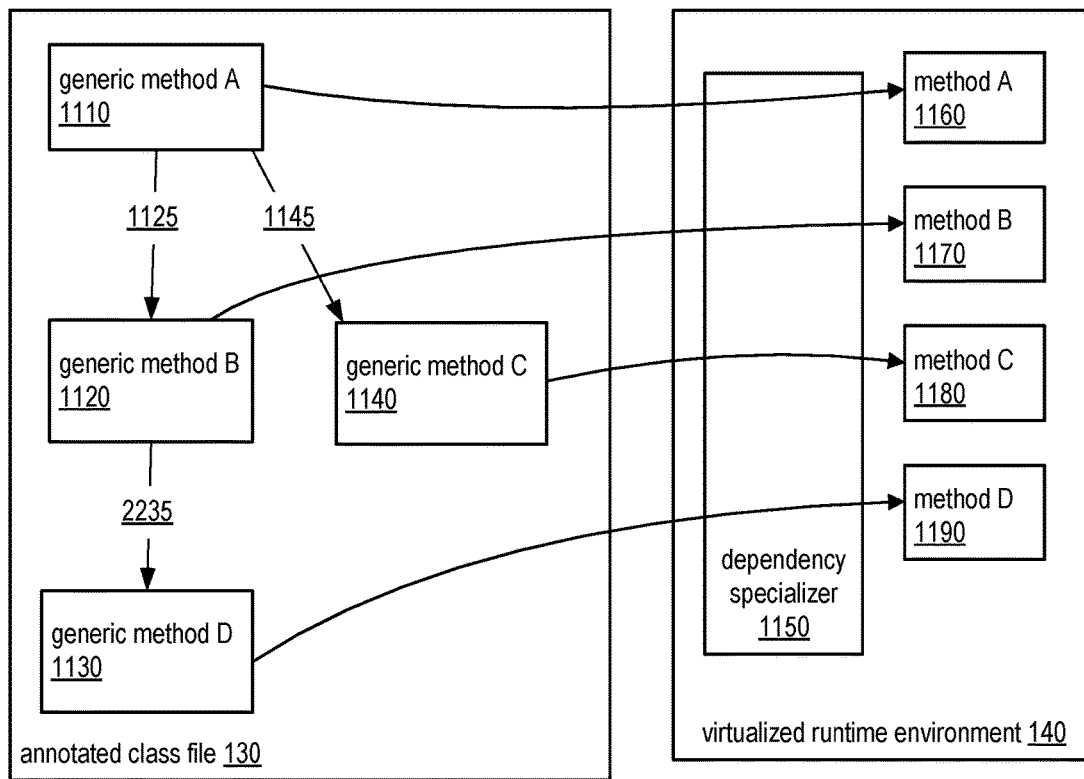 generic method A
1110
1125
1145
generic method B
1120
generic method C
1140
2235
generic method D
1130
annotated class file 130
method A
1160
method B
1170
method C
1180
method D
1190
dependency
specializer
1150
virtualized runtime environment 140